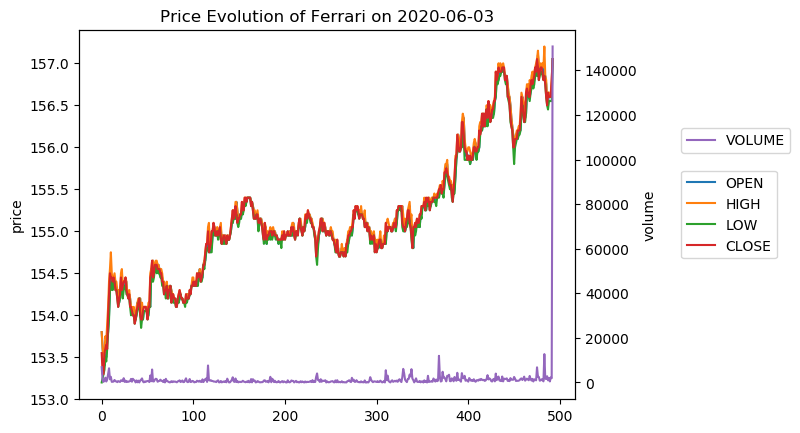 Price Evolution of Ferrari on 2020-06-03
157.0
156.5
156.0
155.5
155.0
154.5
154.0
153.5
153.0
price
0
100
200
300
400
500
140000
120000
100000
80000
60000
40000
20000
0
volume
VOLUME
OPEN
HIGH
LOW
CLOSE